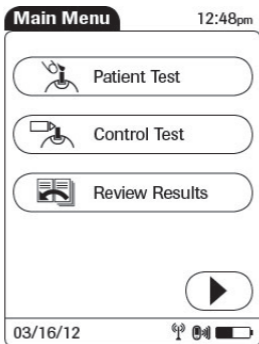 Main Menu 12:48pm
Patient Test
Control Test
Review Results
03/16/12